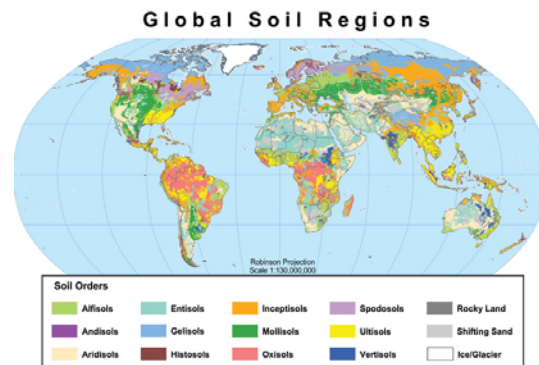 Global Soil Regions
Robinson Projection
Scale 1:130,000,000
Soil Orders
Alfisols Entisols Inceptisols Spodosols Rocky Land
Andisols Gelisols Mollisols Ultisols Shifting Sand
Aridisols Histosols Oxisols Vertisols Ice/Glacier